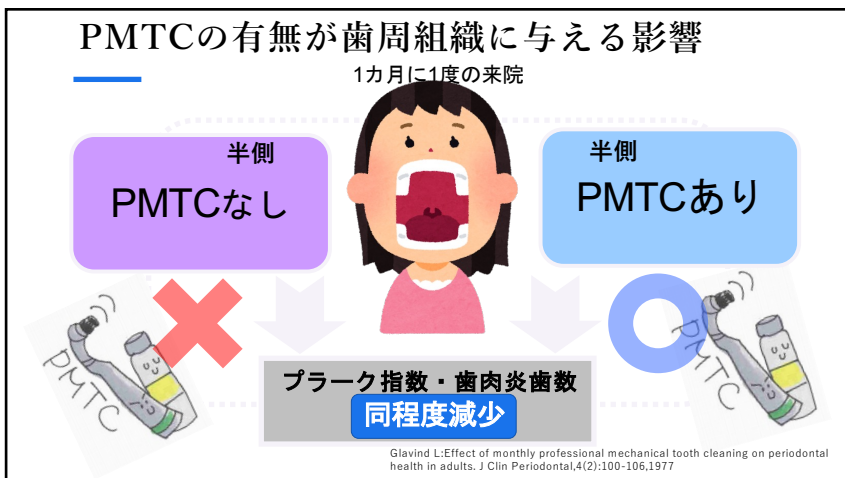 PMTCの有無が歯周組織に与える影響
1カ月に1度の来院
半側
PMTCなし
半側
PMTCあり
PMTC
PMTC
プラーク指数・歯肉炎歯数
同程度減少
Glavind L:Effect of monthly professional mechanical tooth cleaning on periodontal
health in adults. J Clin Periodontal,4(2):100-106,1977